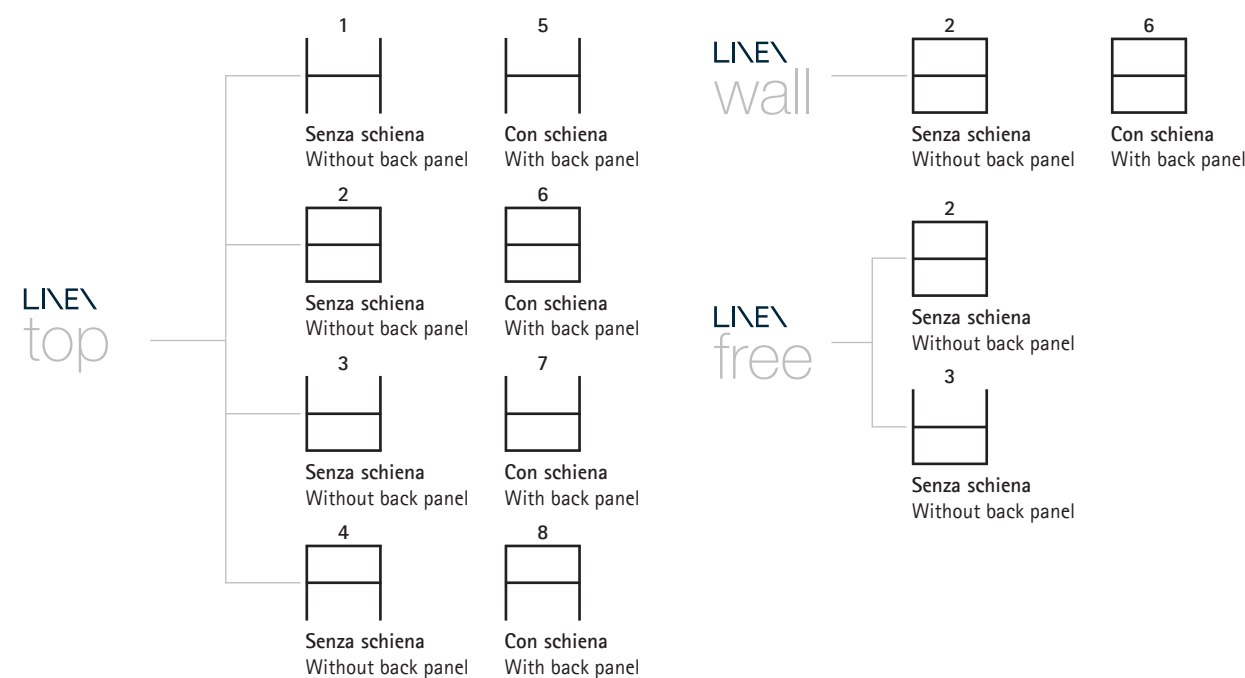 LI\E\
top
1
Senza schiena
Without back panel
5
Con schiena
With back panel
2
Senza schiena
Without back panel
6
Con schiena
With back panel
3
Senza schiena
Without back panel
7
Con schiena
With back panel
4
Senza schiena
Without back panel
8
Con schiena
With back panel
LI\E\
wall
2
Senza schiena
Without back panel
6
Con schiena
With back panel
LI\E\
free
2
Senza schiena
Without back panel
3
Senza schiena
Without back panel